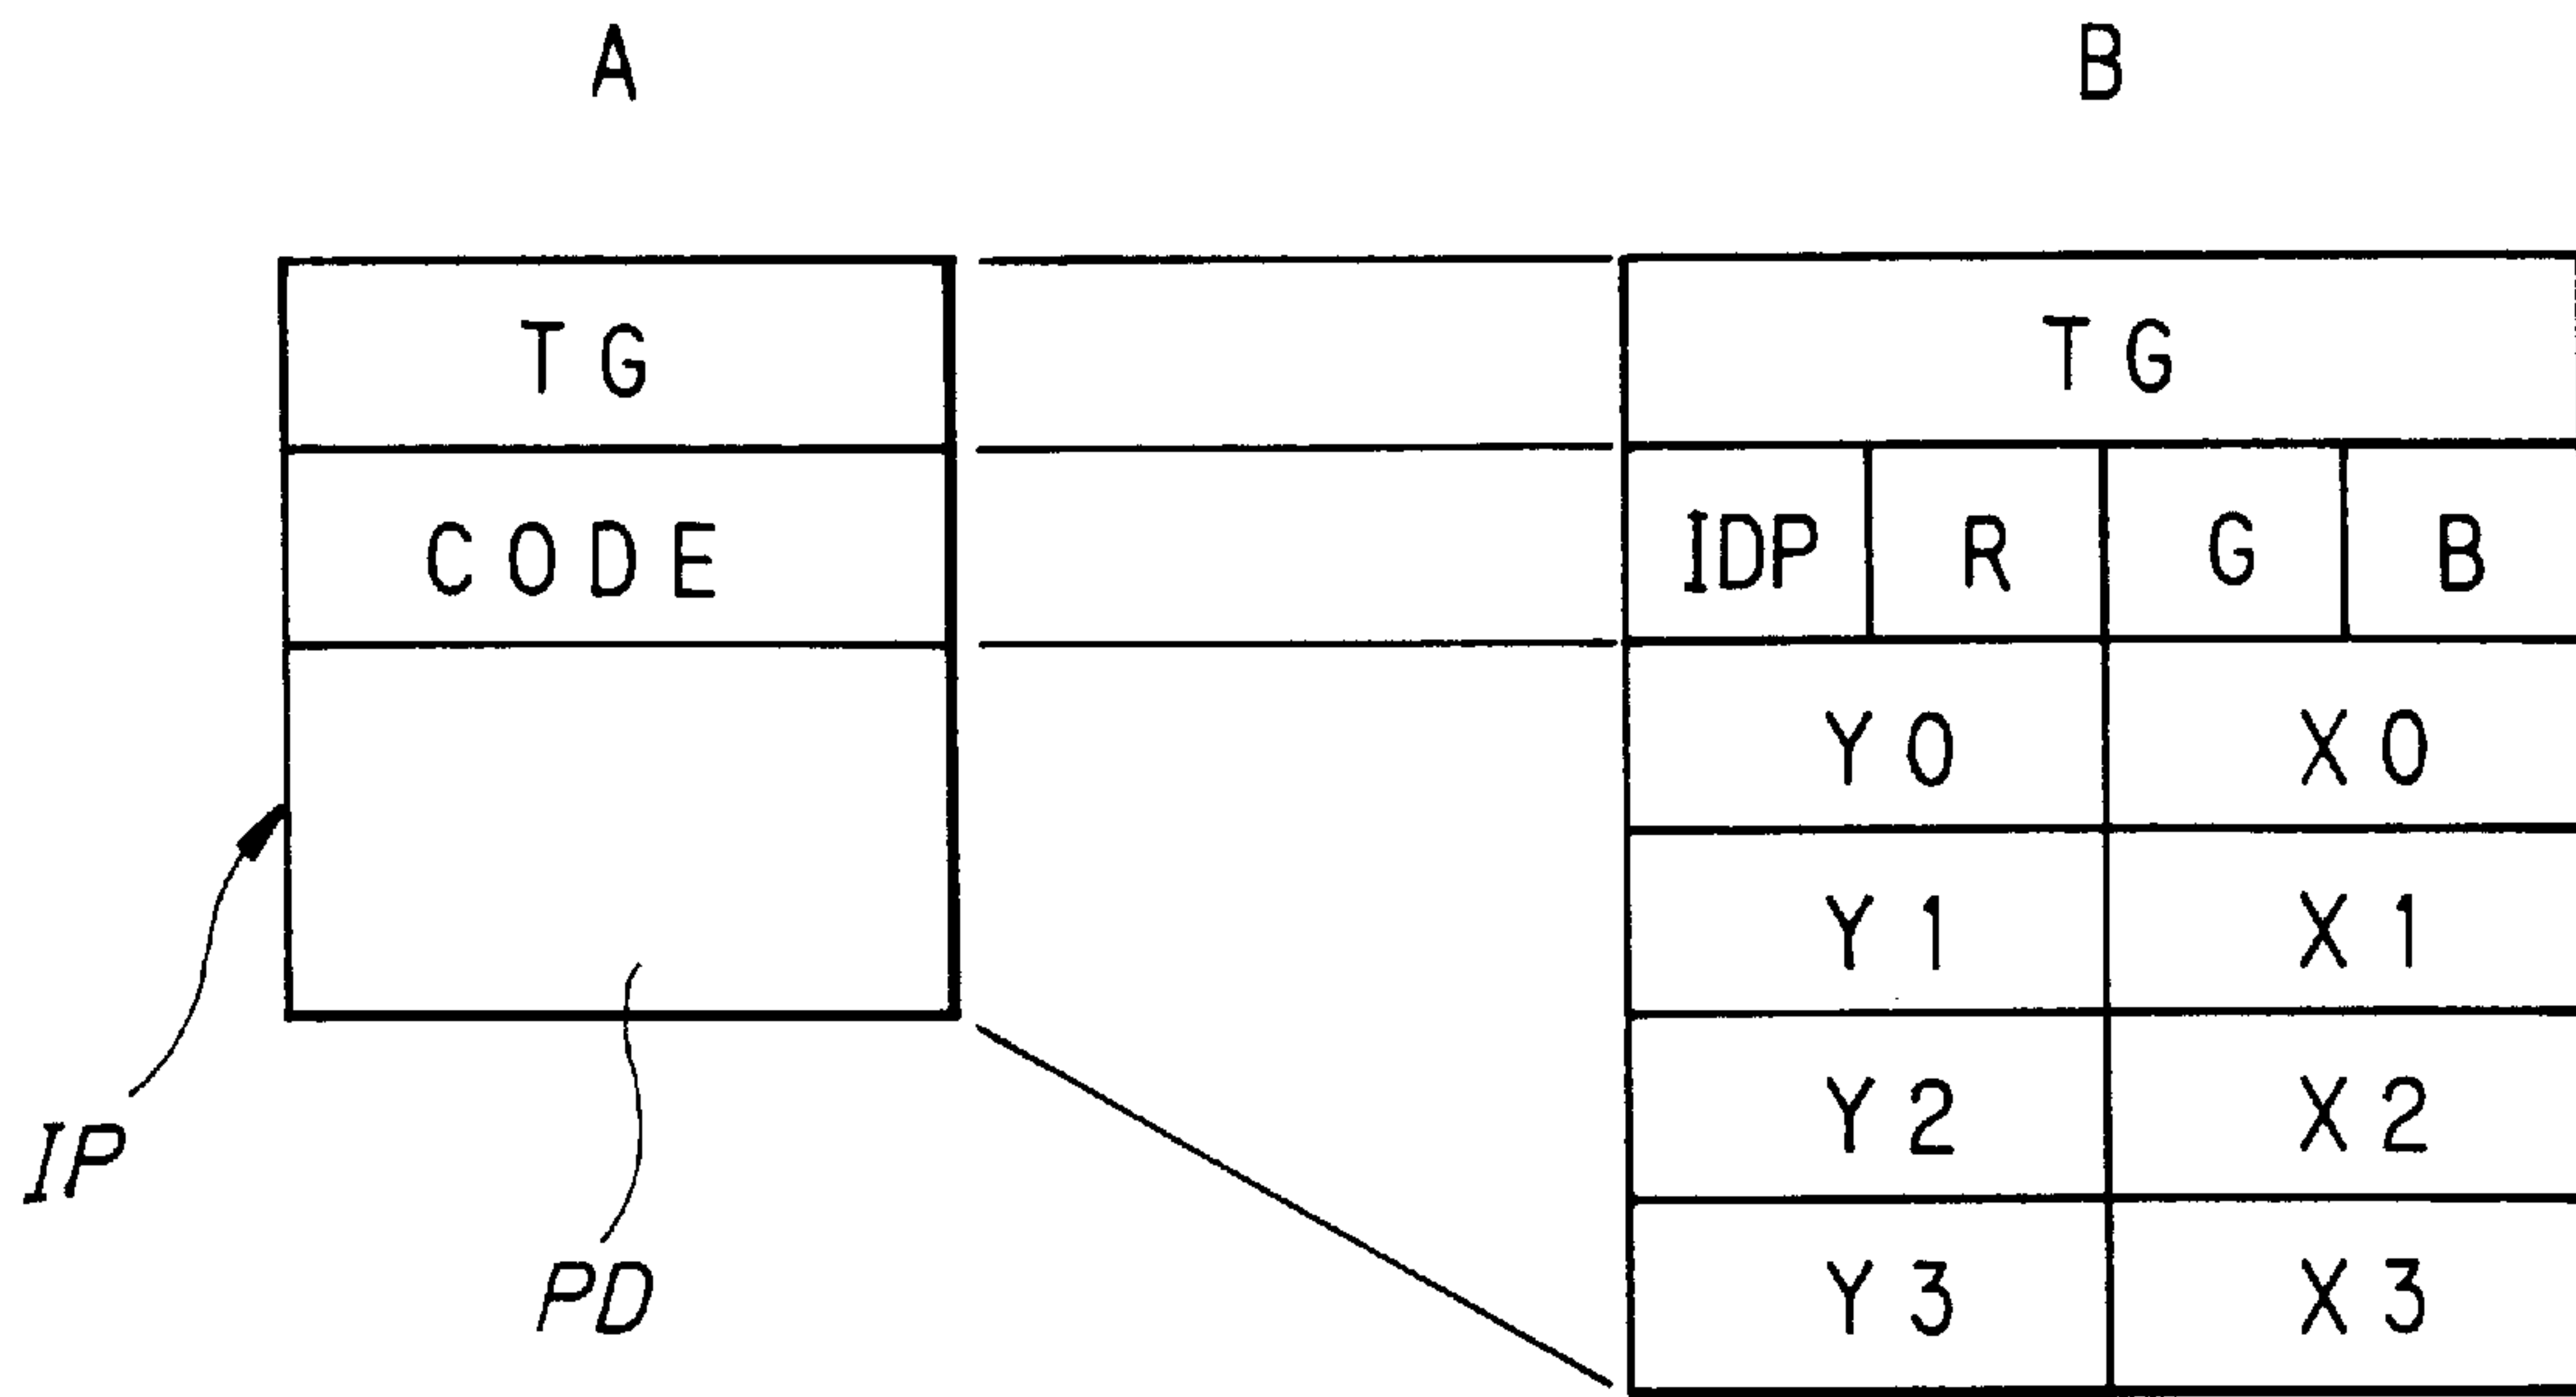 A B
TG TG
CODE IDP R G B
Y0 X0
Y1 X1
IP Y2 X2
PD Y3 X3